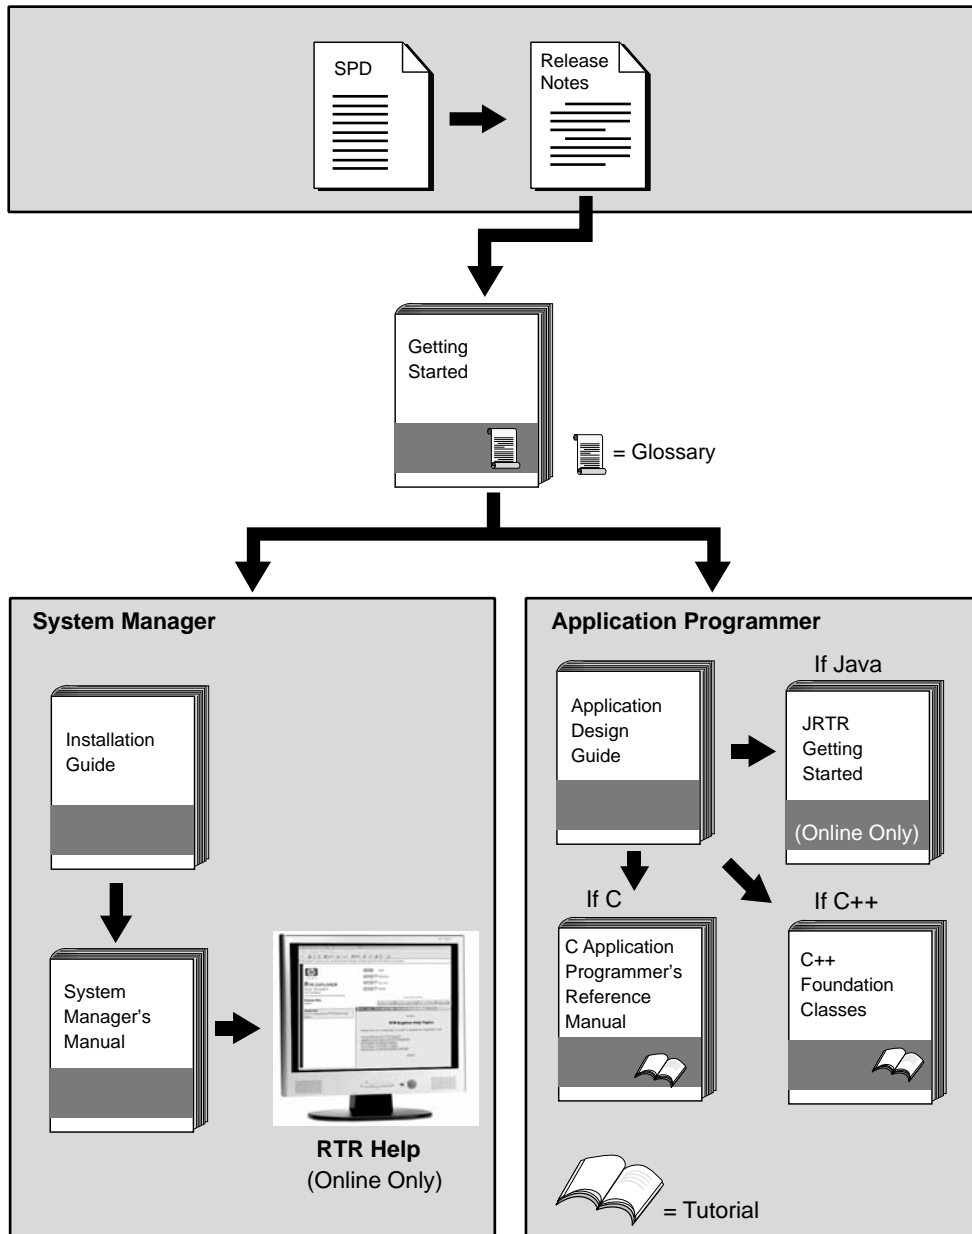 SPD
Release
Notes
Getting
Started
= Glossary
System Manager
Installation
Guide
System
Manager's
Manual
RTR Help
(Online Only)
Application Programmer
If Java
Application
Design
Guide
JRTR
Getting
Started
(Online Only)
If C
If C++
C Application
Programmer's
Reference
Manual
C++
Foundation
Classes
= Tutorial